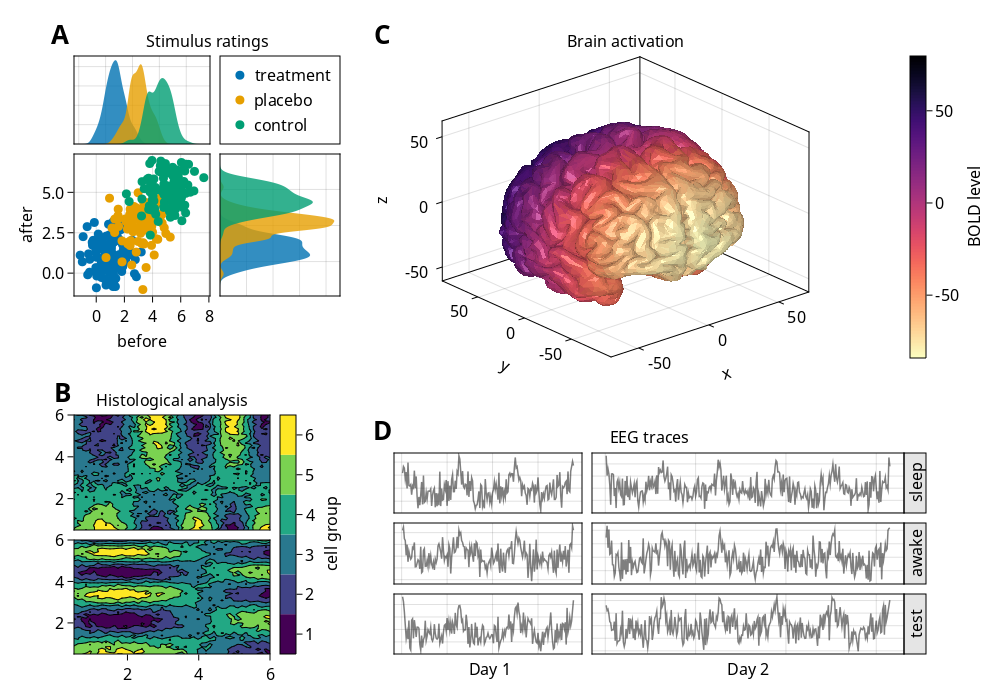 A
Stimulus ratings
treatment
placebo
control
5.0
2.5
0.0
after
0 2 4 6 8
before
B
Histological analysis
6
4
2
6
4
2
2 4 6
6
5
4
3
2
1
cell group
C
Brain activation
50
0
-50
z
50
0
-50
y
-50
0
50
x
50
0
-50
BOLD level
D
EEG traces
sleep
awake
test
Day 1
Day 2